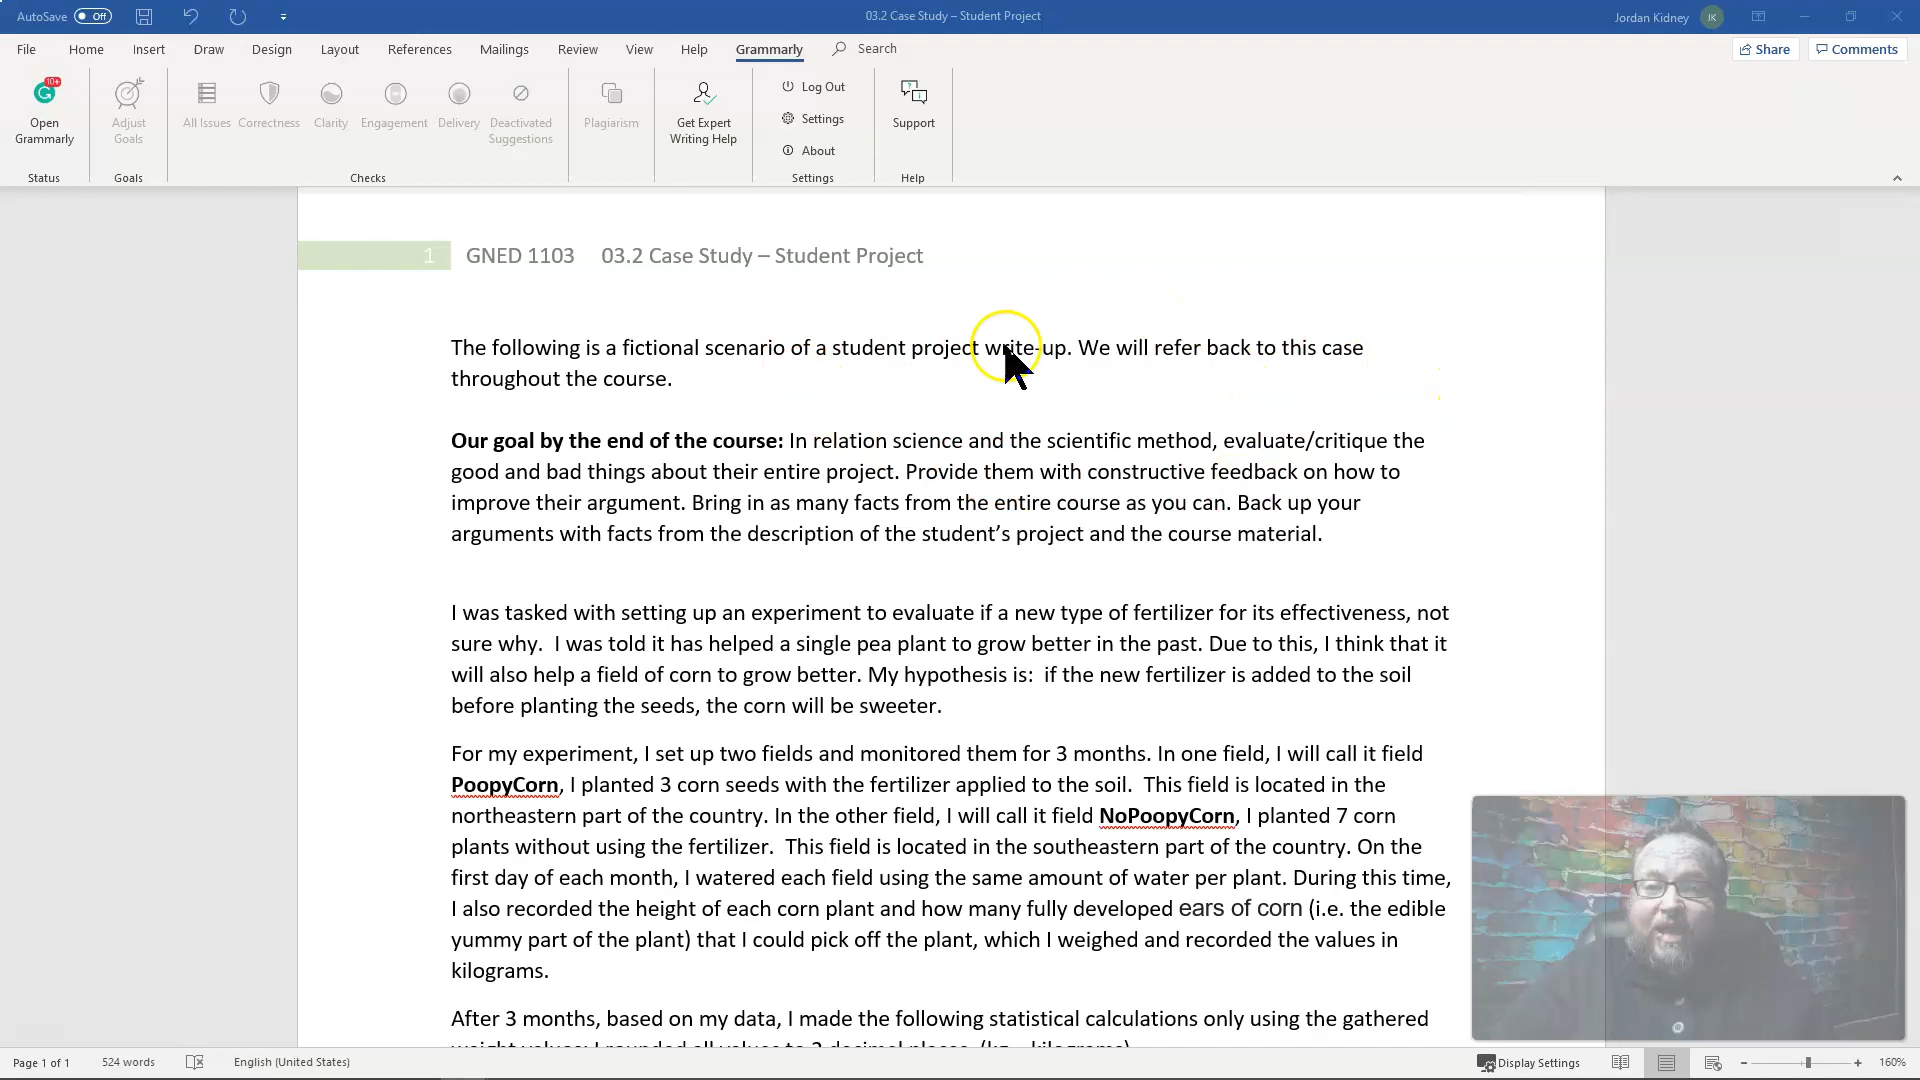 AutoSave Off
03.2 Case Study – Student Project
Jordan Kidney JK
File Home Insert Draw Design Layout References Mailings Review View Help Grammarly Search
Share Comments
10+
Open Grammarly
Adjust Goals
All Issues Correctness Clarity Engagement Delivery Deactivated Suggestions
Plagiarism
Get Expert Writing Help
Log Out
Settings
About
Support
Status Goals Checks Settings Help
1 GNED 1103 03.2 Case Study – Student Project
The following is a fictional scenario of a student project write-up. We will refer back to this case
throughout the course.
Our goal by the end of the course: In relation science and the scientific method, evaluate/critique the
good and bad things about their entire project. Provide them with constructive feedback on how to
improve their argument. Bring in as many facts from the entire course as you can. Back up your
arguments with facts from the description of the student’s project and the course material.
I was tasked with setting up an experiment to evaluate if a new type of fertilizer for its effectiveness, not
sure why. I was told it has helped a single pea plant to grow better in the past. Due to this, I think that it
will also help a field of corn to grow better. My hypothesis is: if the new fertilizer is added to the soil
before planting the seeds, the corn will be sweeter.
For my experiment, I set up two fields and monitored them for 3 months. In one field, I will call it field
PoopyCorn, I planted 3 corn seeds with the fertilizer applied to the soil. This field is located in the
northeastern part of the country. In the other field, I will call it field NoPoopyCorn, I planted 7 corn
plants without using the fertilizer. This field is located in the southeastern part of the country. On the
first day of each month, I watered each field using the same amount of water per plant. During this time,
I also recorded the height of each corn plant and how many fully developed ears of corn (i.e. the edible
yummy part of the plant) that I could pick off the plant, which I weighed and recorded the values in
kilograms.
After 3 months, based on my data, I made the following statistical calculations only using the gathered
Page 1 of 1 524 words English (United States) Display Settings 160%